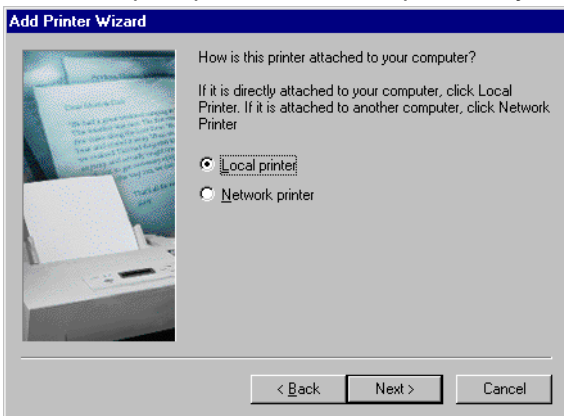 Add Printer Wizard
How is this printer attached to your computer?
If it is directly attached to your computer, click Local
Printer. If it is attached to another computer, click Network
Printer
Local printer
Network printer
< Back
Next >
Cancel